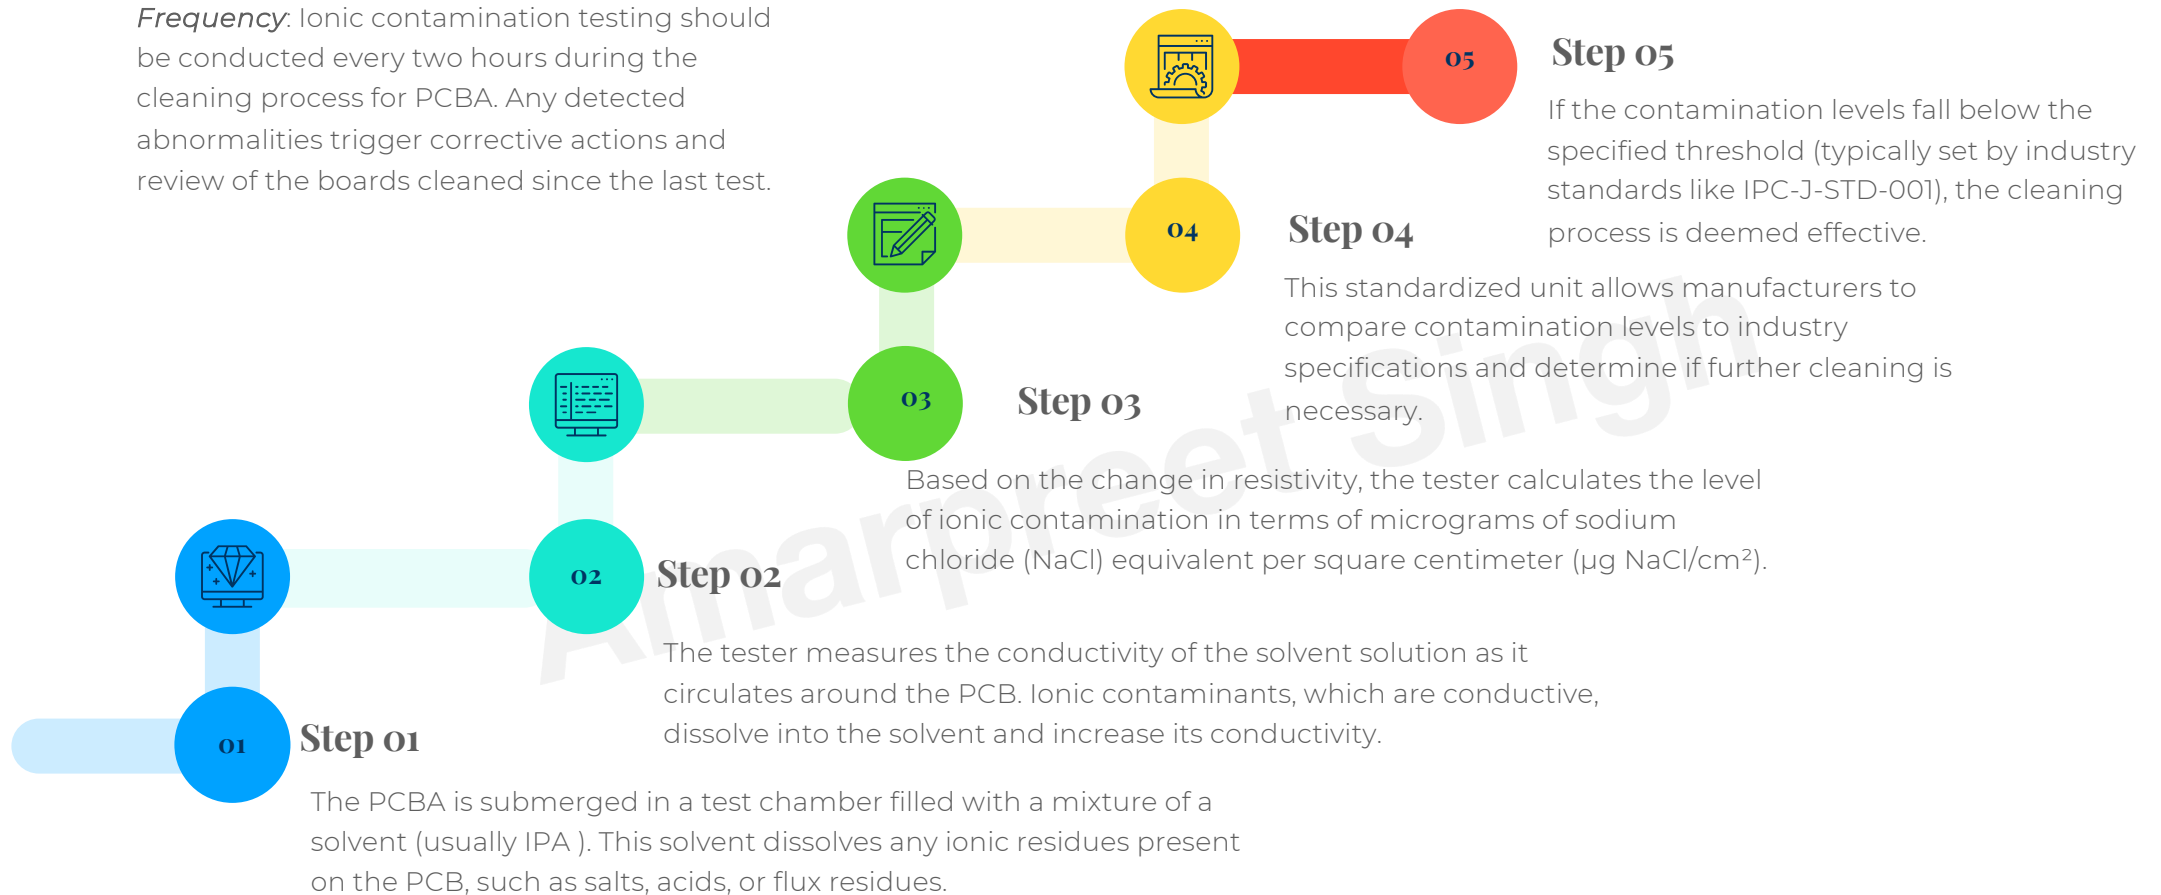 Frequency: Ionic contamination testing should
be conducted every two hours during the
cleaning process for PCBA. Any detected
abnormalities trigger corrective actions and
review of the boards cleaned since the last test.
05
Step 05
If the contamination levels fall below the
specified threshold (typically set by industry
standards like IPC-J-STD-001), the cleaning
process is deemed effective.
04
Step 04
This standardized unit allows manufacturers to
compare contamination levels to industry
specifications and determine if further cleaning is
necessary.
03
Step 03
Based on the change in resistivity, the tester calculates the level
of ionic contamination in terms of micrograms of sodium
chloride (NaCl) equivalent per square centimeter (µg NaCl/cm²).
02
Step 02
The tester measures the conductivity of the solvent solution as it
circulates around the PCB. Ionic contaminants, which are conductive,
dissolve into the solvent and increase its conductivity.
01
Step 01
The PCBA is submerged in a test chamber filled with a mixture of a
solvent (usually IPA ). This solvent dissolves any ionic residues present
on the PCB, such as salts, acids, or flux residues.
Amarpreet Singh